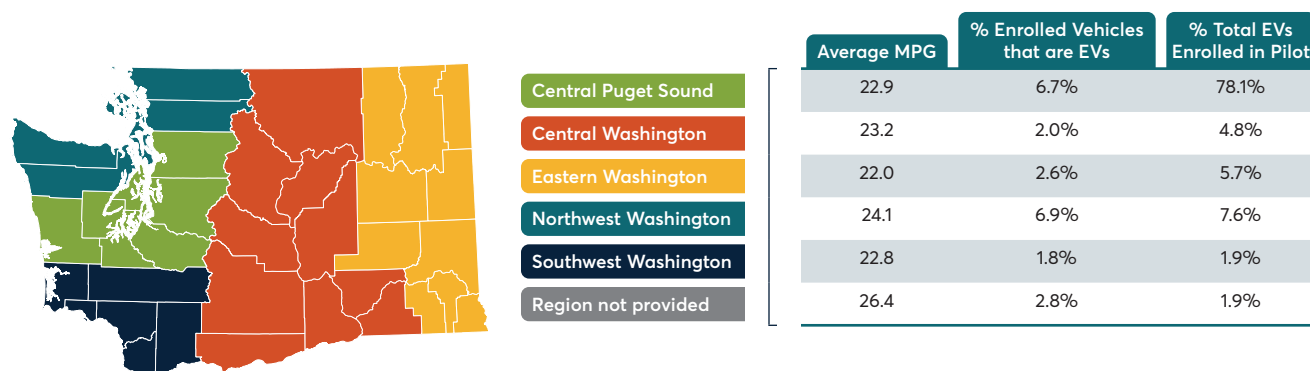 Average MPG
% Enrolled Vehicles
that are EVs
% Total EVs
Enrolled in Pilot
Central Puget Sound 22.9 6.7% 78.1%
Central Washington 23.2 2.0% 4.8%
Eastern Washington 22.0 2.6% 5.7%
Northwest Washington 24.1 6.9% 7.6%
Southwest Washington 22.8 1.8% 1.9%
Region not provided 26.4 2.8% 1.9%